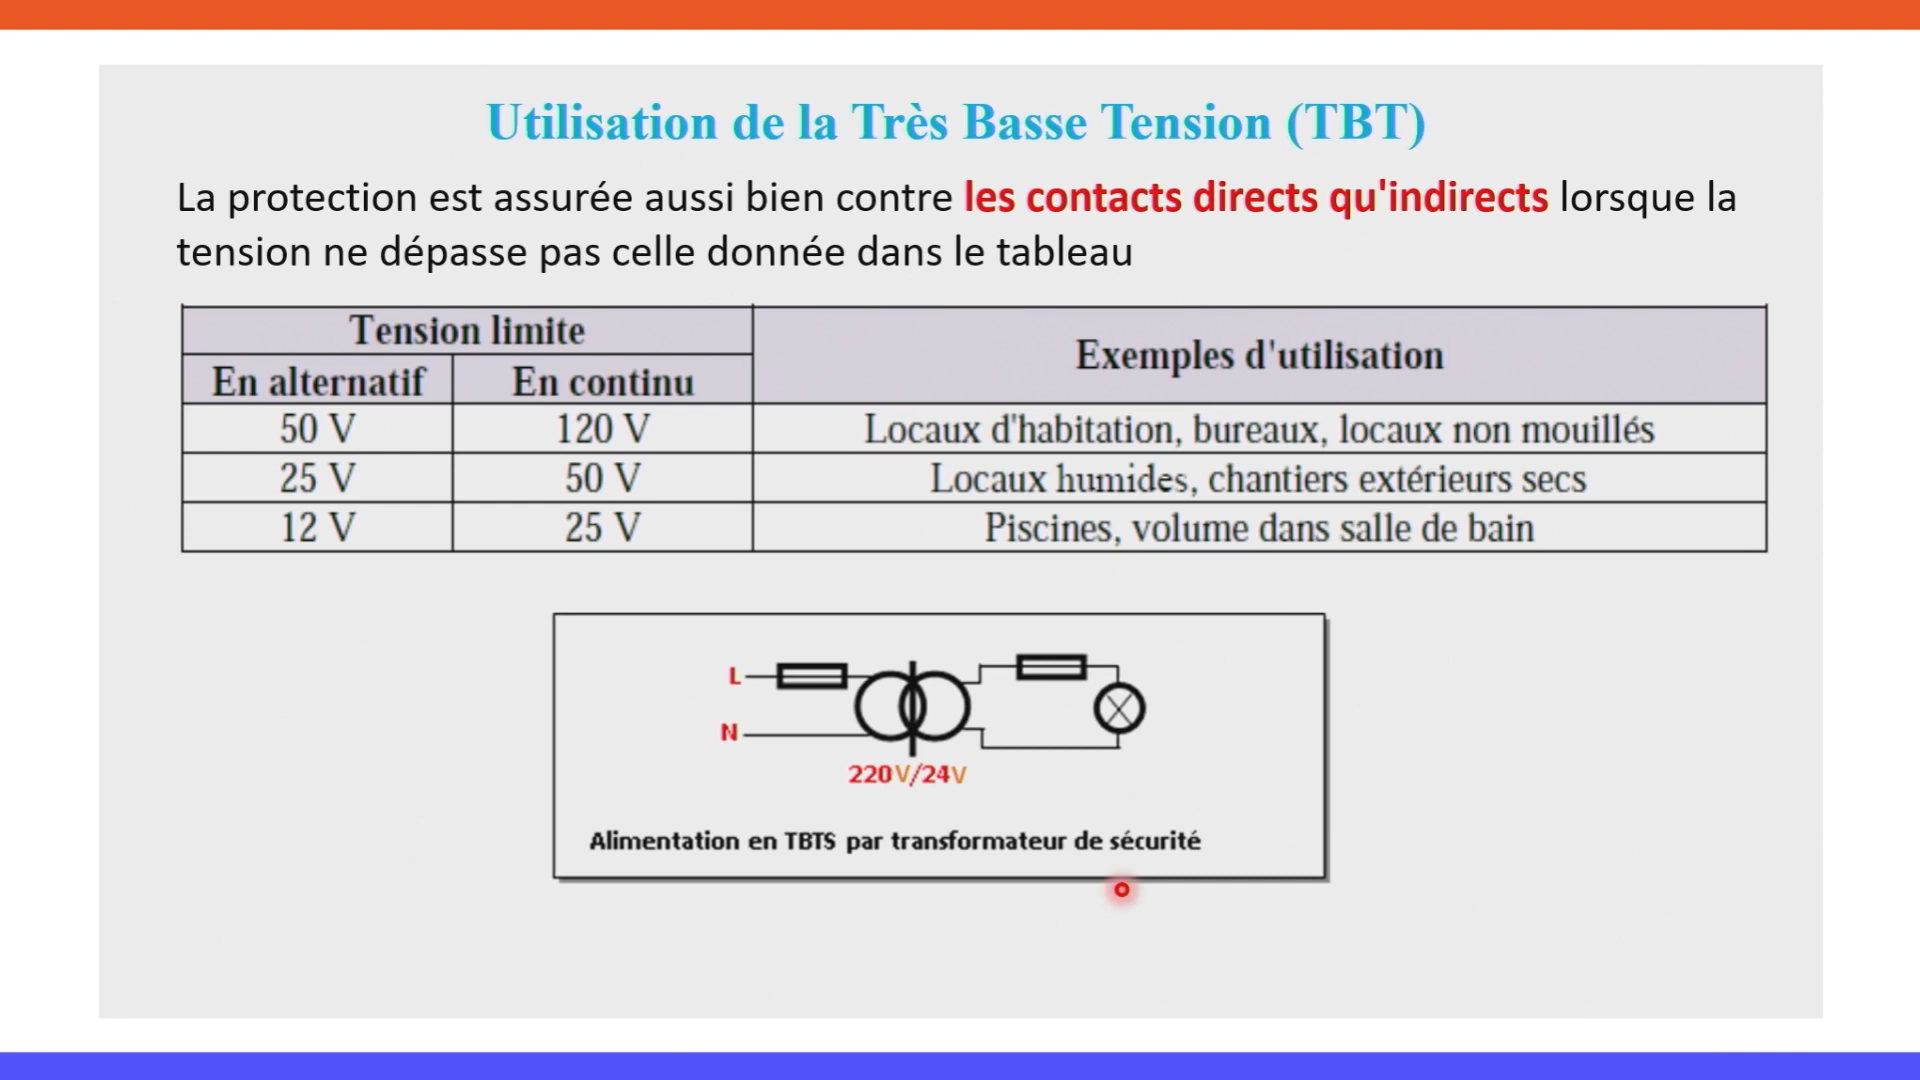 Utilisation de la Très Basse Tension (TBT)
La protection est assurée aussi bien contre les contacts directs qu'indirects lorsque la
tension ne dépasse pas celle donnée dans le tableau
Tension limite
Exemples d'utilisation
En alternatif En continu
50 V 120 V Locaux d'habitation, bureaux, locaux non mouillés
25 V 50 V Locaux humides, chantiers extérieurs secs
12 V 25 V Piscines, volume dans salle de bain
L
N
220V/24V
Alimentation en TBTS par transformateur de sécurité